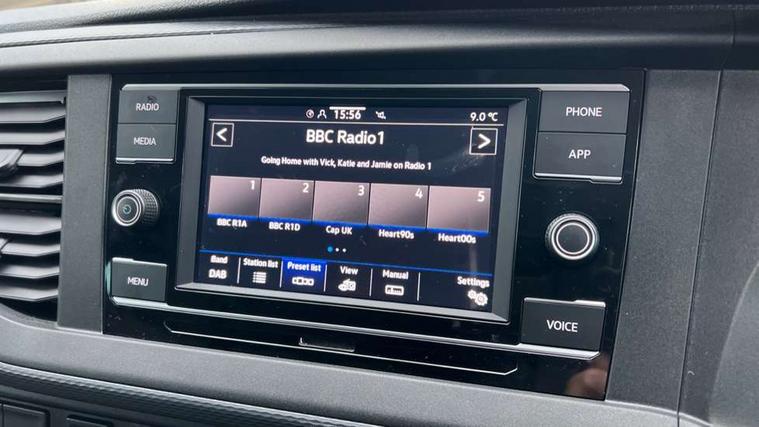 RADIO
MEDIA
MENU
15:56
9.0 °C
<
BBC Radio1
>
Going Home with Vick, Katie and Jamie on Radio 1
1 2 3 4 5
BBC R1A BBC R1D Cap UK Heart90s Heart00s
Band Station list Preset list View Manual Settings
DAB
PHONE
APP
VOICE